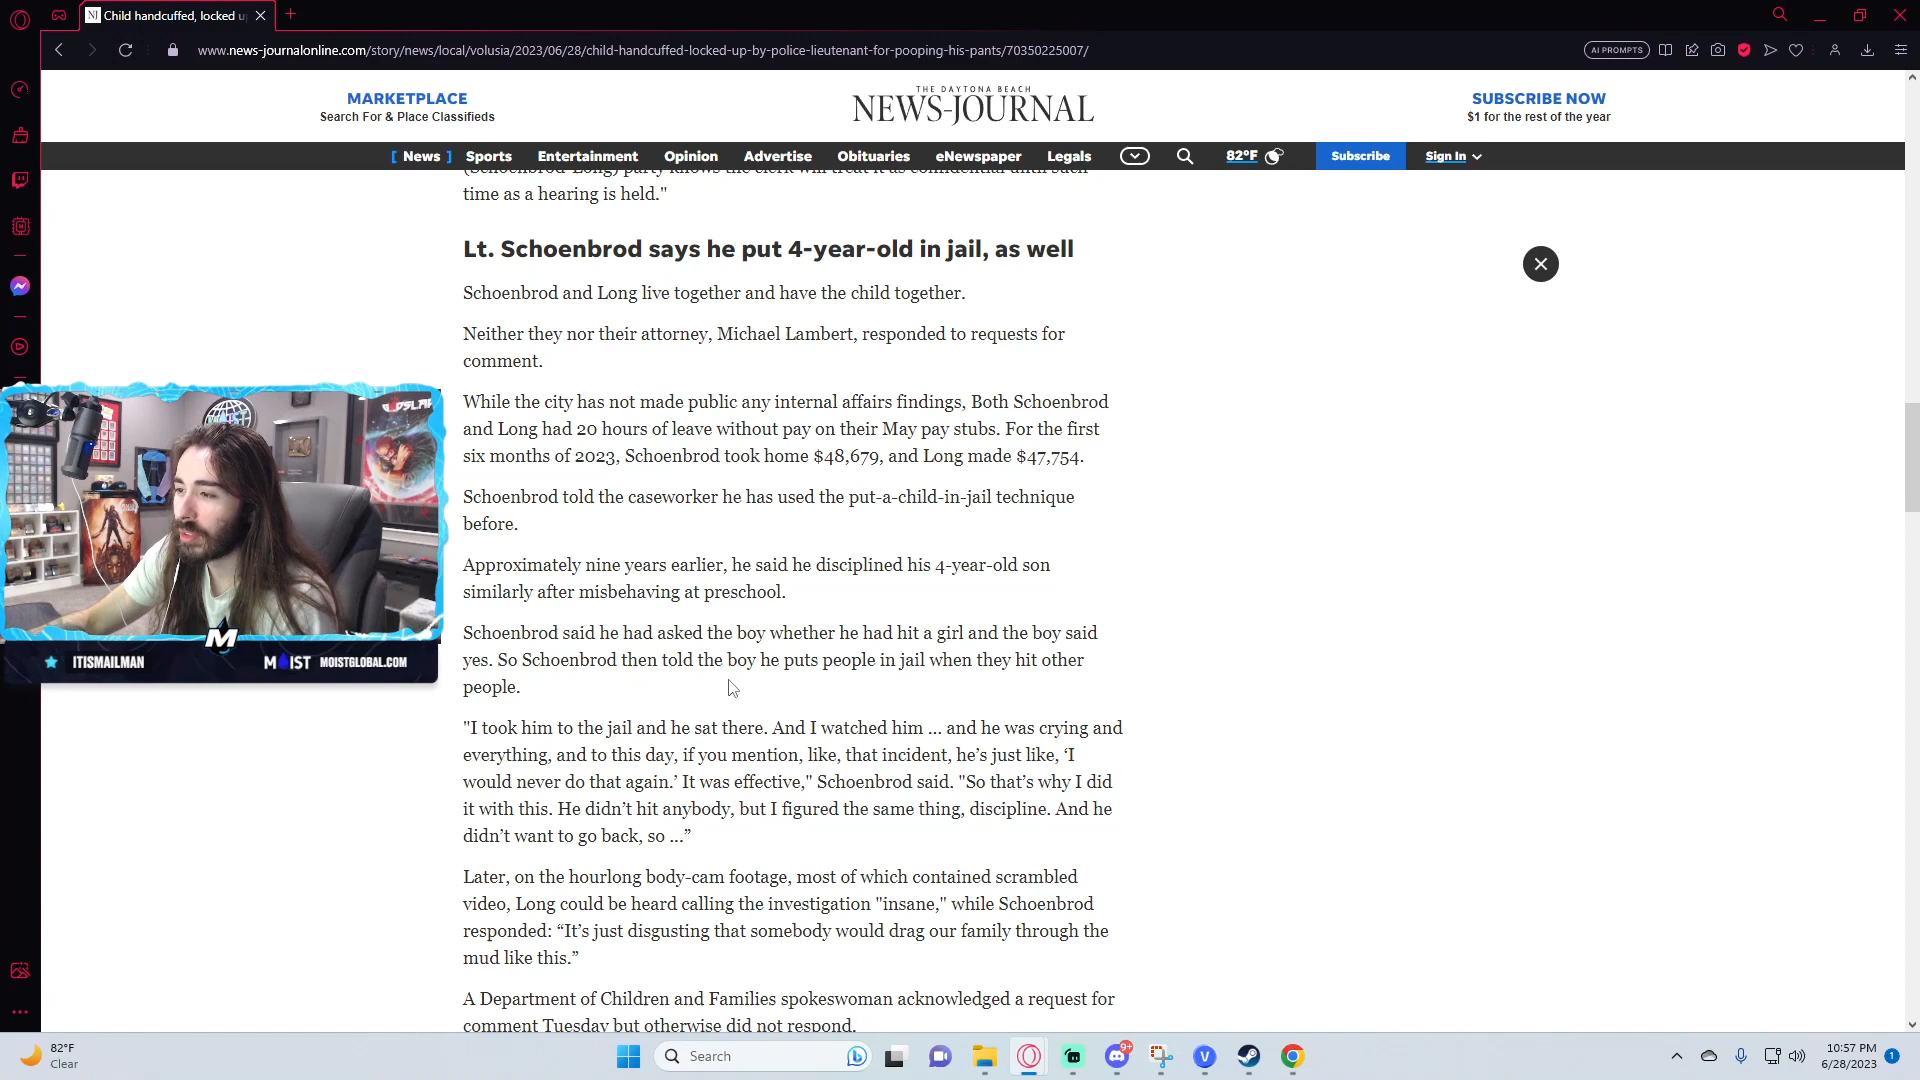 Child handcuffed, locked u
www.news-journalonline.com/story/news/local/volusia/2023/06/28/child-handcuffed-locked-up-by-police-lieutenant-for-pooping-his-pants/70350225007/
AI PROMPTS
MARKETPLACE
Search For & Place Classifieds
THE DAYTONA BEACH
NEWS-JOURNAL
SUBSCRIBE NOW
$1 for the rest of the year
[ News ] Sports Entertainment Opinion Advertise Obituaries eNewspaper Legals 82°F Subscribe Sign In
(Schoenbrod-Long) party knows the clerk will treat it as confidential until such
time as a hearing is held."
Lt. Schoenbrod says he put 4-year-old in jail, as well
Schoenbrod and Long live together and have the child together.
Neither they nor their attorney, Michael Lambert, responded to requests for
comment.
While the city has not made public any internal affairs findings, Both Schoenbrod
and Long had 20 hours of leave without pay on their May pay stubs. For the first
six months of 2023, Schoenbrod took home $48,679, and Long made $47,754.
Schoenbrod told the caseworker he has used the put-a-child-in-jail technique
before.
Approximately nine years earlier, he said he disciplined his 4-year-old son
similarly after misbehaving at preschool.
Schoenbrod said he had asked the boy whether he had hit a girl and the boy said
yes. So Schoenbrod then told the boy he puts people in jail when they hit other
people.
"I took him to the jail and he sat there. And I watched him ... and he was crying and
everything, and to this day, if you mention, like, that incident, he’s just like, ‘I
would never do that again.’ It was effective," Schoenbrod said. "So that’s why I did
it with this. He didn’t hit anybody, but I figured the same thing, discipline. And he
didn’t want to go back, so ...”
Later, on the hourlong body-cam footage, most of which contained scrambled
video, Long could be heard calling the investigation "insane," while Schoenbrod
responded: “It’s just disgusting that somebody would drag our family through the
mud like this.”
A Department of Children and Families spokeswoman acknowledged a request for
comment Tuesday but otherwise did not respond.
M
ITISMAILMAN
MOIST MOISTGLOBAL.COM
82°F
Clear
Search
9+
10:57 PM
6/28/2023
1